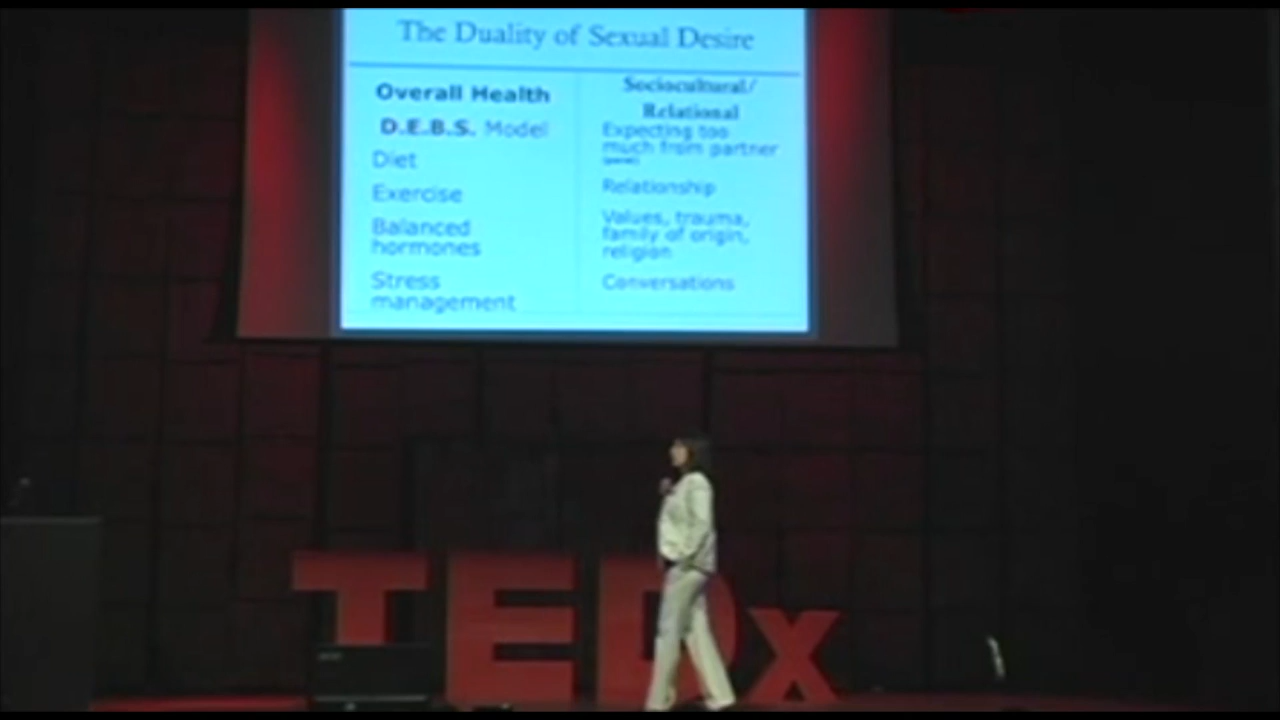 The Duality of Sexual Desire
Overall Health
D.E.B.S. Model
Diet
Exercise
Balanced
hormones
Stress
management
Sociocultural/
Relational
Expecting too
much from partner
Relationship
Values, trauma,
family of origin,
religion
Conversations
TEDx